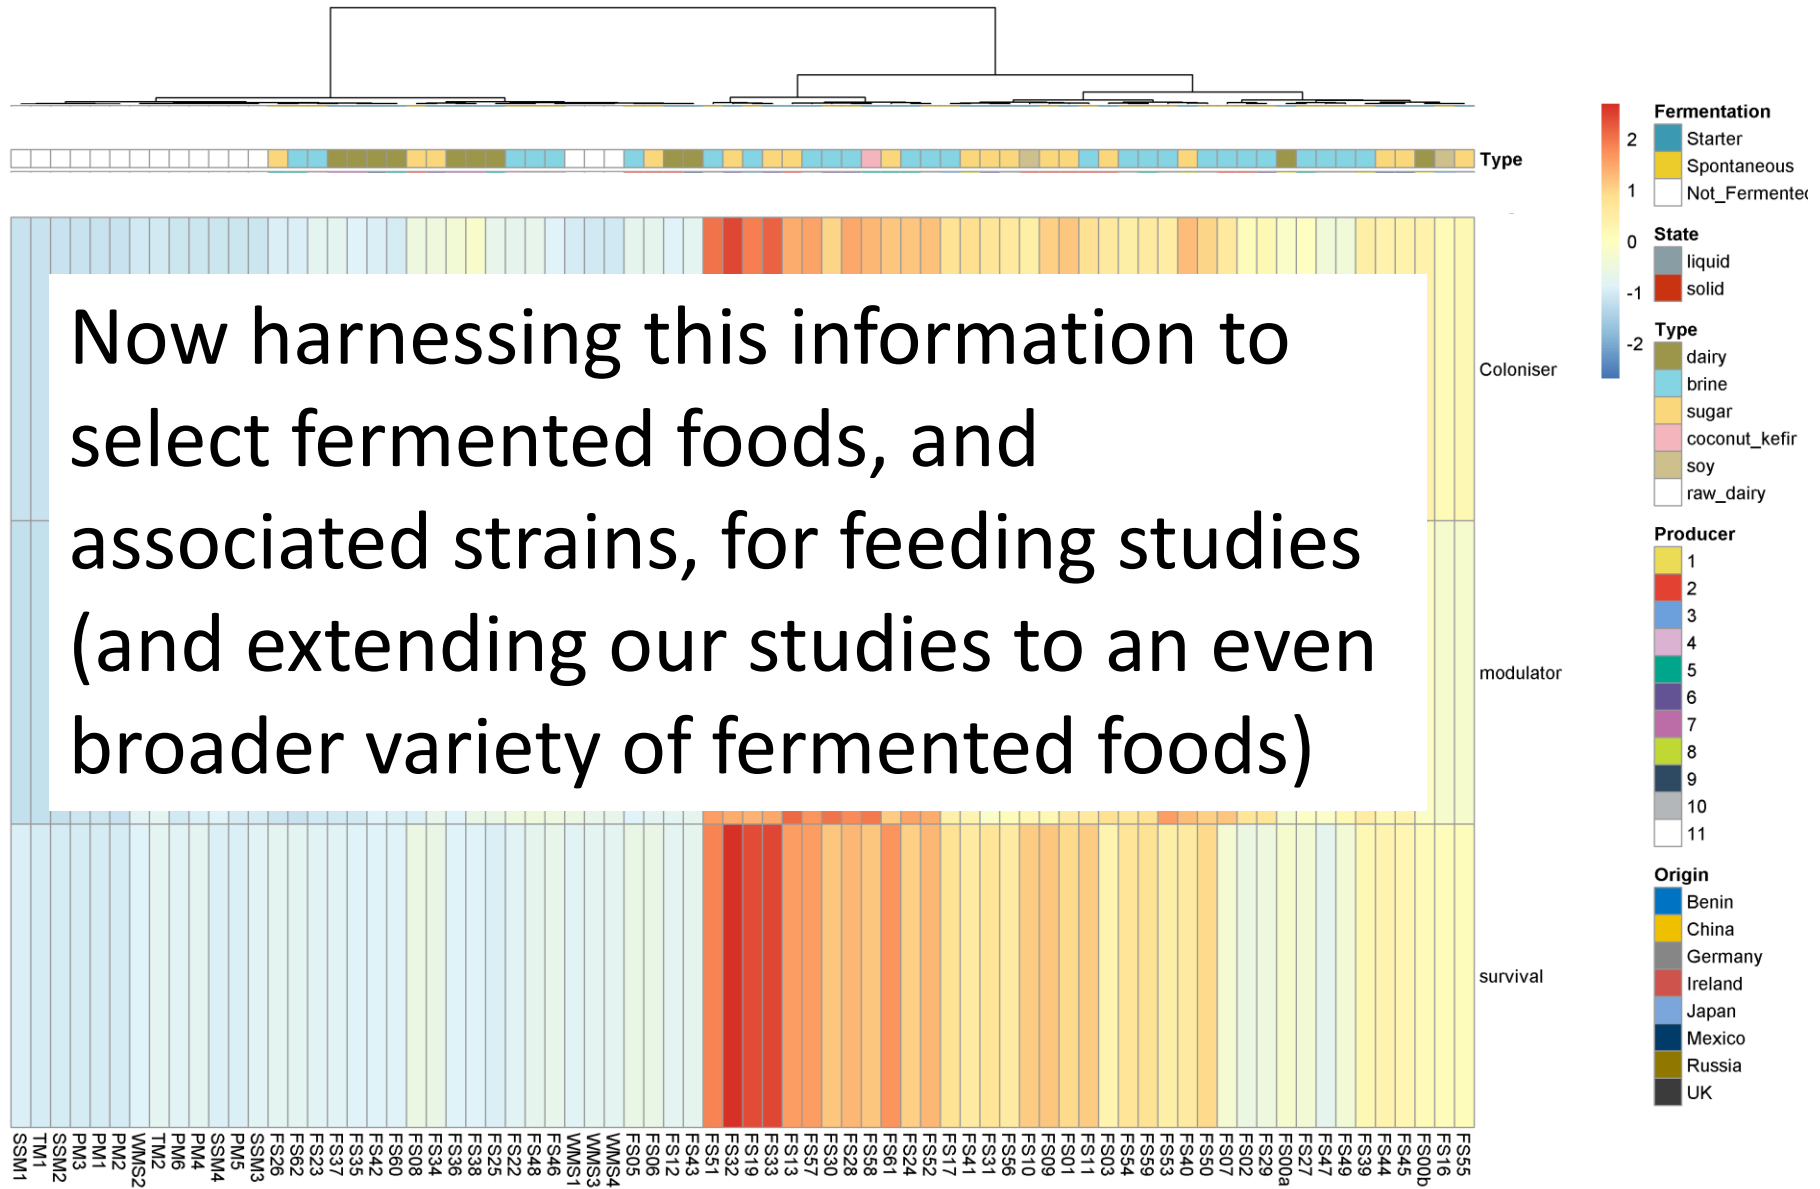 Fermentation
Starter
Spontaneous
Not_Fermented
Type
2
1
0
-1
-2
State
liquid
solid
Type
dairy
brine
sugar
coconut_kefir
soy
raw_dairy
Producer
1
2
3
4
5
6
7
8
9
10
11
Origin
Benin
China
Germany
Ireland
Japan
Mexico
Russia
UK
Coloniser
modulator
survival
Now harnessing this information to
select fermented foods, and
associated strains, for feeding studies
(and extending our studies to an even
broader variety of fermented foods)
SSM1
TM1
SSM2
PM3
PM1
PM2
WMS2
TM2
PM6
PM4
SSM4
PM5
SSM3
FS26
FS62
FS23
FS37
FS35
FS42
FS60
FS08
FS34
FS36
FS38
FS25
FS22
FS48
FS46
WMS1
WMS3
WMS4
FS05
FS06
FS12
FS43
FS51
FS32
FS19
FS33
FS13
FS57
FS30
FS28
FS58
FS61
FS24
FS52
FS17
FS41
FS31
FS56
FS10
FS09
FS01
FS11
FS03
FS54
FS59
FS53
FS40
FS50
FS07
FS02
FS29
FS00a
FS27
FS47
FS49
FS39
FS44
FS45
FS00b
FS16
FS55